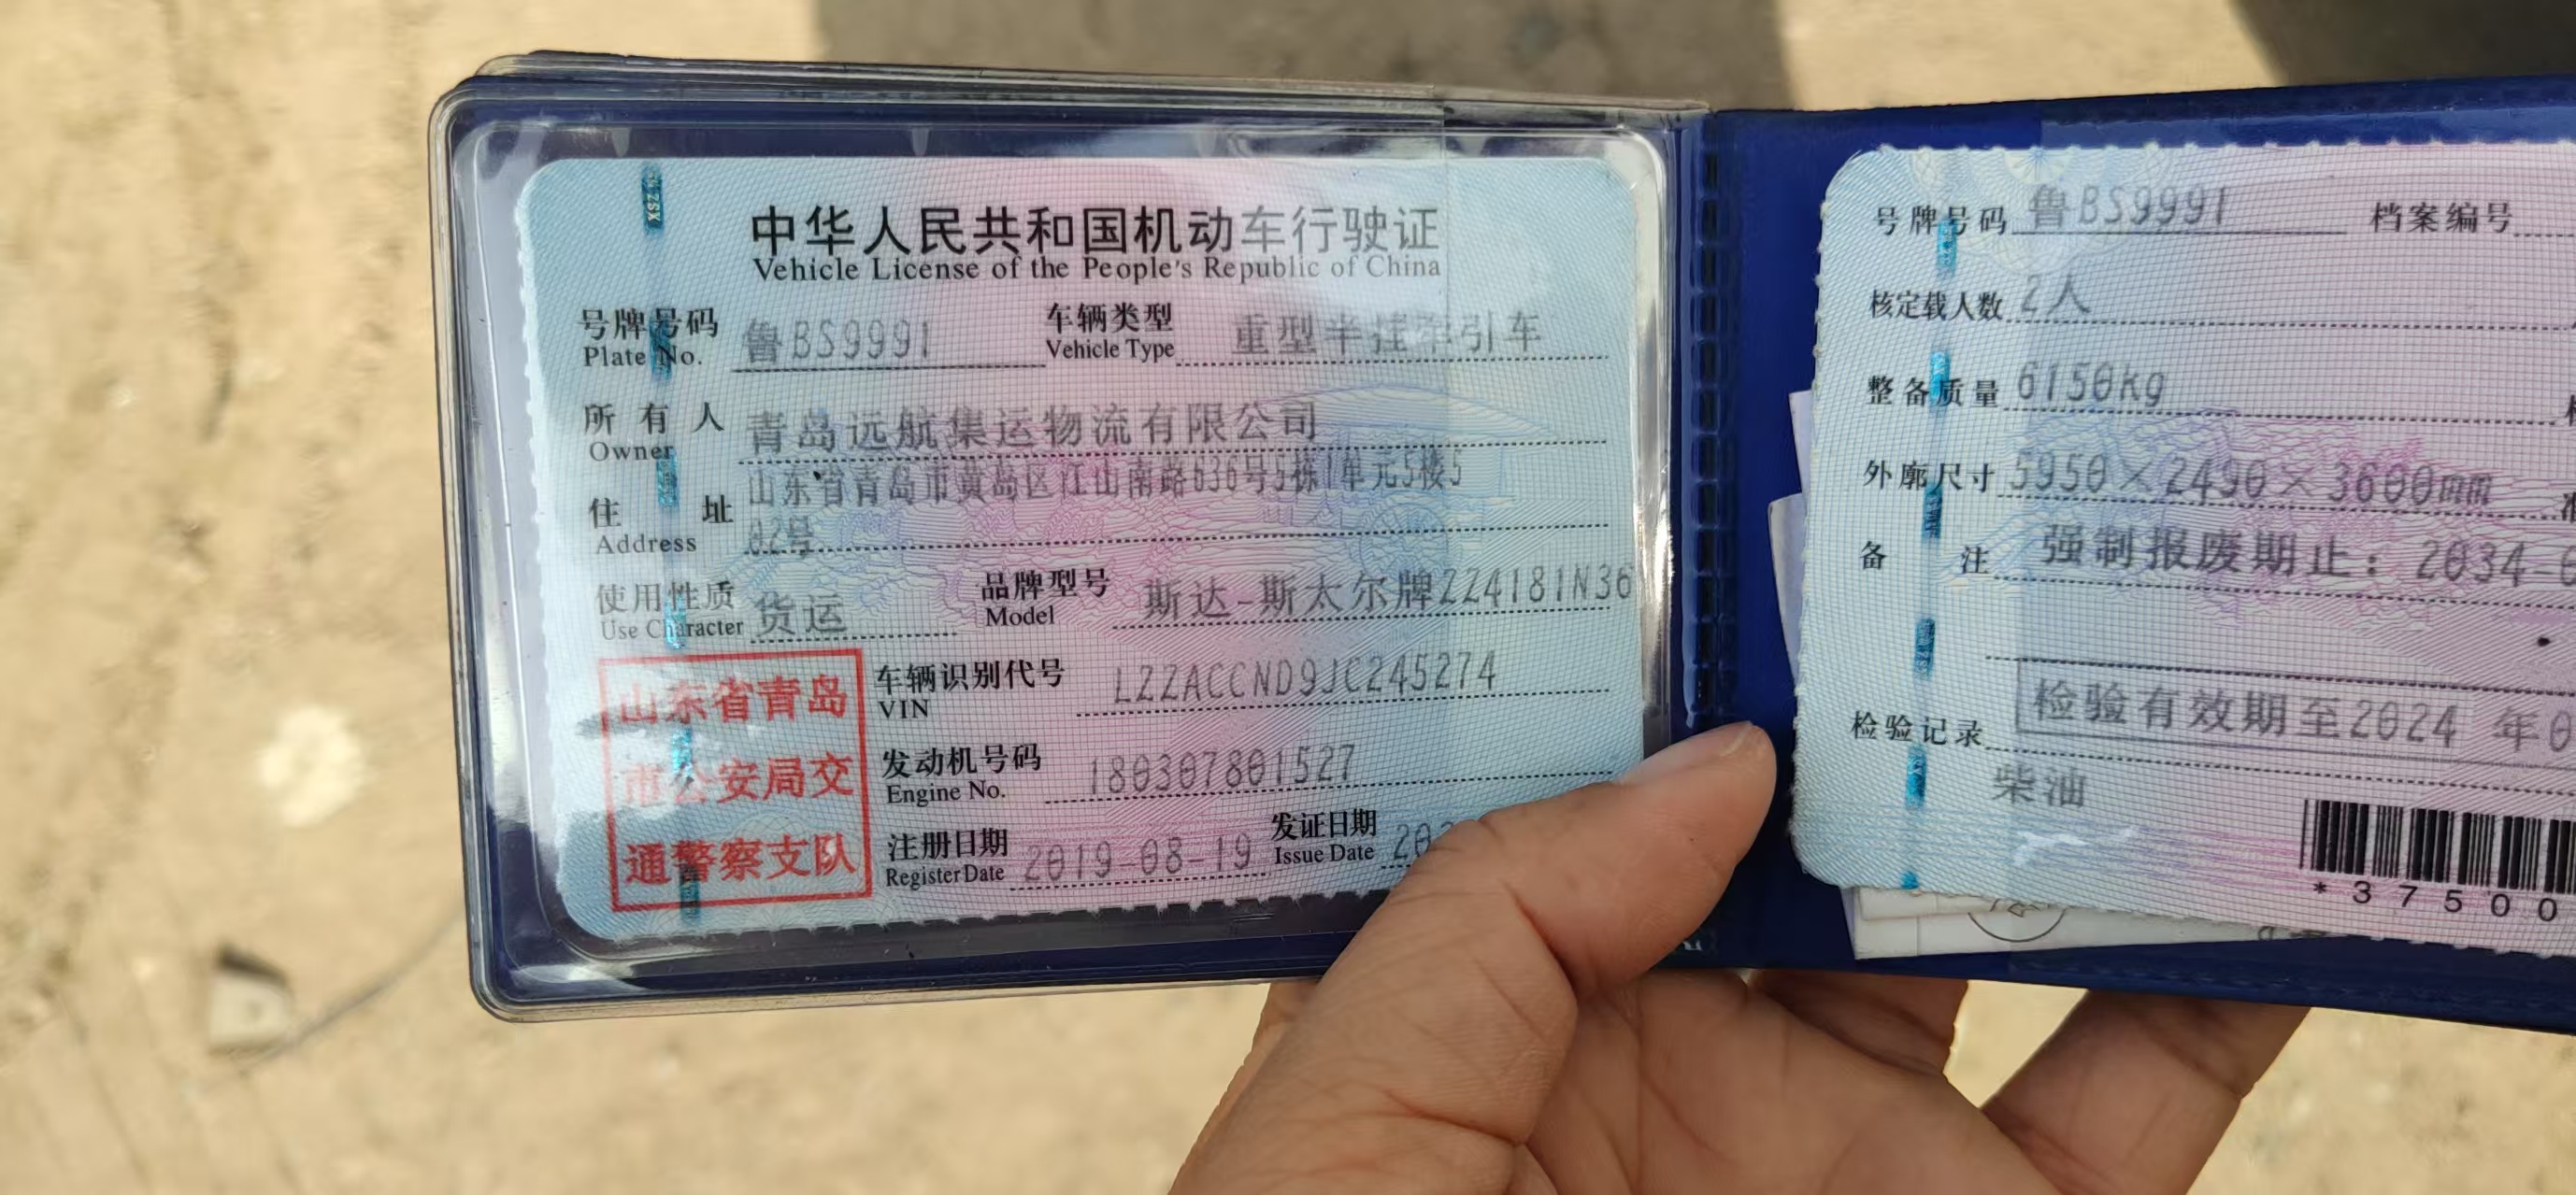 中华人民共和国机动车行驶证
Vehicle License of the People's Republic of China
号牌号码 鲁BS9991 车辆类型 重型半挂牵引车
Plate No. Vehicle Type
所有人 青岛远航集运物流有限公司
Owner
住址 山东省青岛市黄岛区江山南路636号5栋1单元5楼5
02号
Address
使用性质 货运 品牌型号 斯达-斯太尔牌ZZ4181N36
Use Character Model
车辆识别代号 LZZACCND9JC245274
VIN
发动机号码 180307801527
Engine No.
注册日期 2019-08-19 发证日期 20
Register Date Issue Date
山东省青岛
市公安局交
通警察支队
号牌号码 鲁BS9991 档案编号
核定载人数 2人
整备质量 6150kg
外廓尺寸 5950×2490×3600mm
备注 强制报废期止：2034-0
检验记录 检验有效期至2024 年0
柴油
*37500